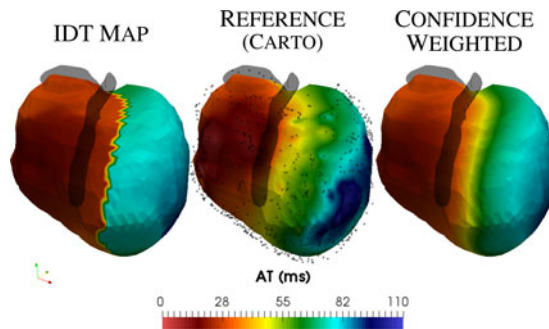 IDT MAP
REFERENCE
(CARTO)
CONFIDENCE
WEIGHTED
AT (ms)
0 28 55 82 110